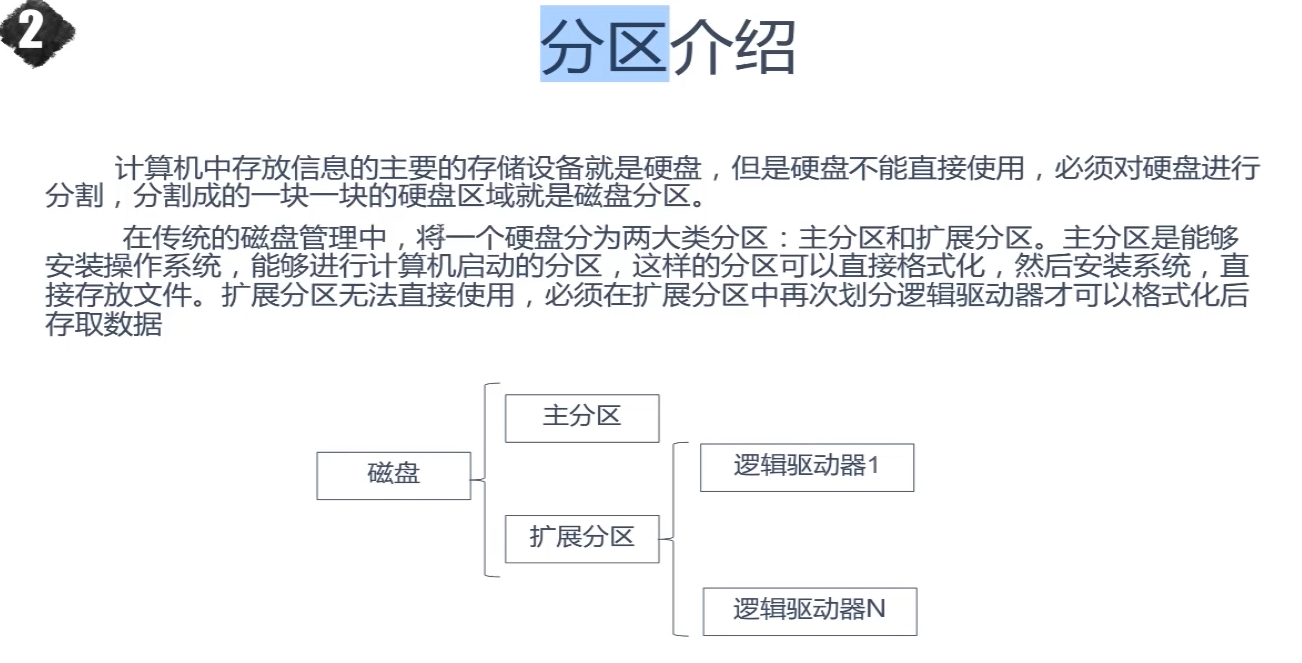 2
分区介绍
计算机中存放信息的主要的存储设备就是硬盘，但是硬盘不能直接使用，必须对硬盘进行
分割，分割成的一块一块的硬盘区域就是磁盘分区。
在传统的磁盘管理中，将一个硬盘分为两大类分区：主分区和扩展分区。主分区是能够
安装操作系统，能够进行计算机启动的分区，这样的分区可以直接格式化，然后安装系统，直
接存放文件。扩展分区无法直接使用，必须在扩展分区中再次划分逻辑驱动器才可以格式化后
存取数据
主分区
逻辑驱动器1
磁盘
扩展分区
逻辑驱动器N